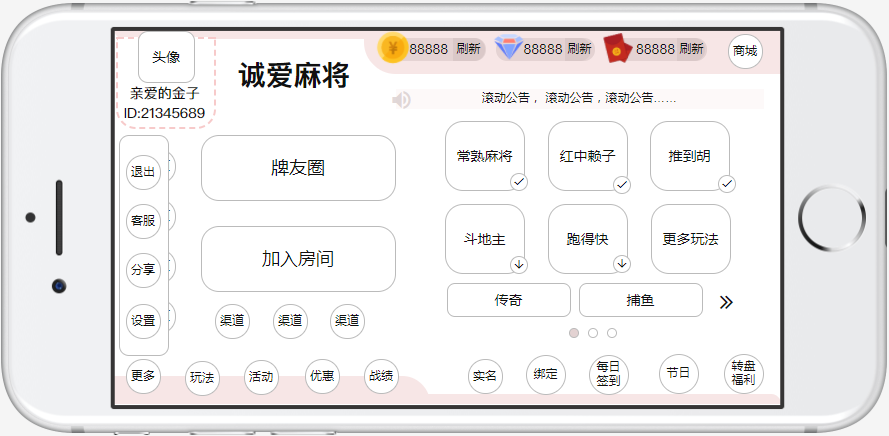 头像
亲爱的金子
ID:21345689
诚爱麻将
¥
88888 刷新
88888 刷新
88888 刷新
商城
滚动公告， 滚动公告，滚动公告......
退出
客服
分享
设置
牌友圈
加入房间
渠道 渠道 渠道
常熟麻将 红中赖子 推到胡
斗地主 跑得快 更多玩法
传奇 捕鱼
更多 玩法 活动 优惠 战绩
实名 绑定 每日签到 节日 转盘福利